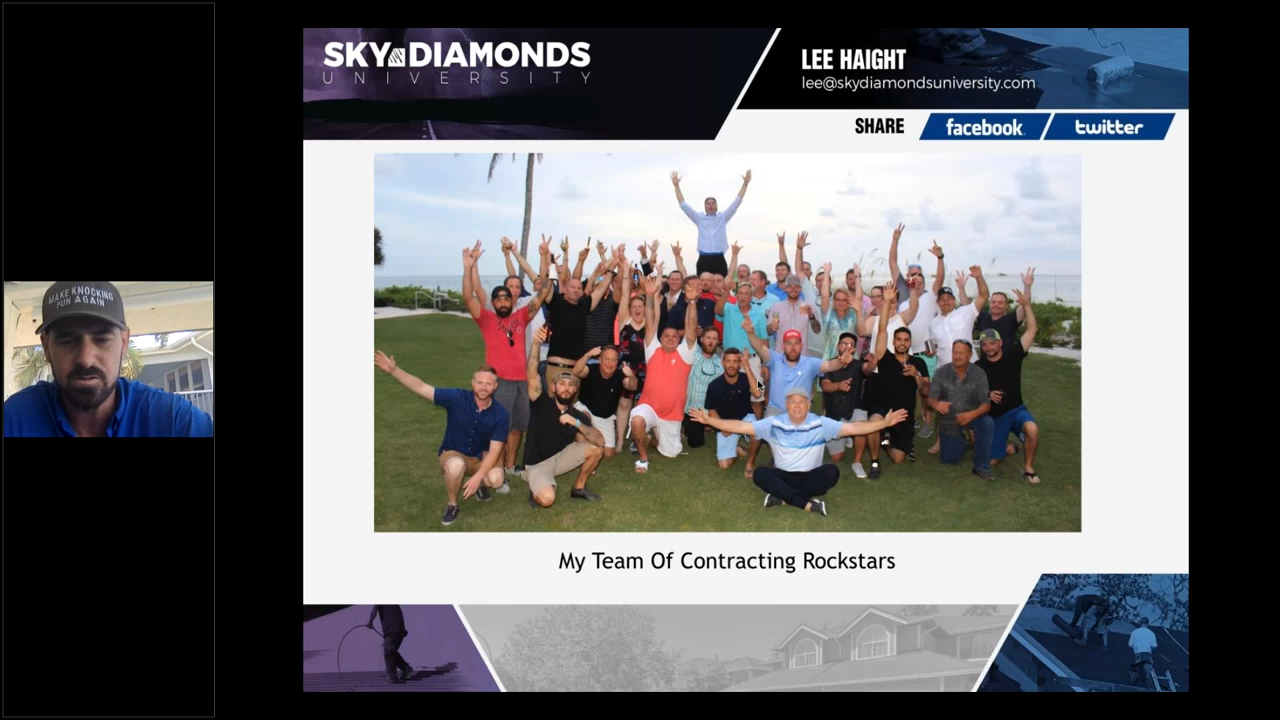 SKY DIAMONDS
UNIVERSITY
LEE HAIGHT
lee@skydiamondsuniversity.com
SHARE facebook twitter
MAKE KNOCKING
FUN AGAIN
My Team Of Contracting Rockstars